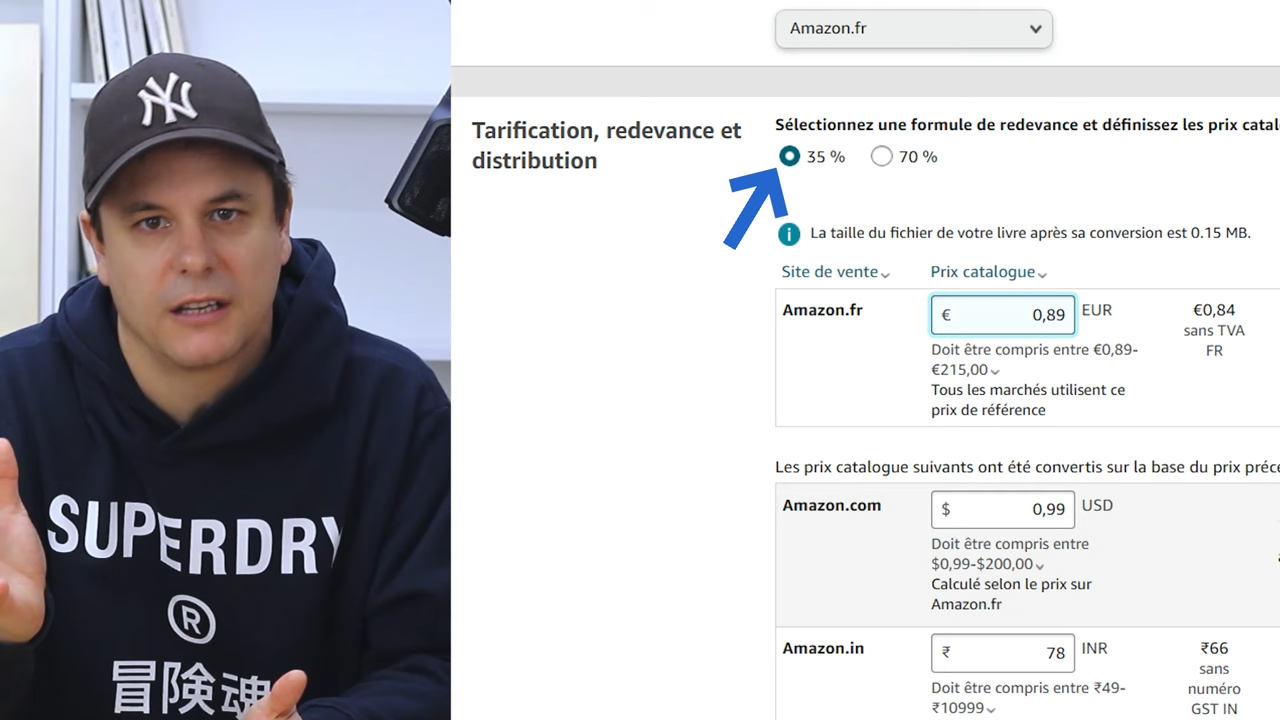 NY
SUPERDRY
®
冒険魂
Amazon.fr
Tarification, redevance et
distribution
Sélectionnez une formule de redevance et définissez les prix
35 %
70 %
i
La taille du fichier de votre livre après sa conversion est 0.15 MB.
Site de vente
Prix catalogue
Amazon.fr
€ 0,89 EUR
€0,84
sans TVA
FR
Doit être compris entre €0,89-
€215,00
Tous les marchés utilisent ce
prix de référence
Les prix catalogue suivants ont été convertis sur la base du prix
Amazon.com
$ 0,99 USD
Doit être compris entre
$0,99-$200,00
Calculé selon le prix sur
Amazon.fr
Amazon.in
₹ 78 INR
₹66
sans
numéro
GST IN
Doit être compris entre ₹49-
₹10999